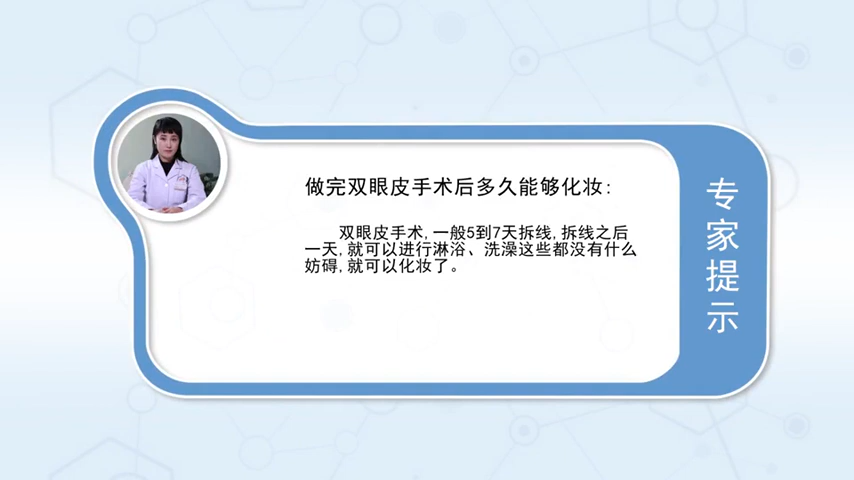 做完双眼皮手术后多久能够化妆:
双眼皮手术,一般5到7天拆线,拆线之后
一天,就可以进行淋浴、洗澡这些都没有什么
妨碍,就可以化妆了。
专家提示